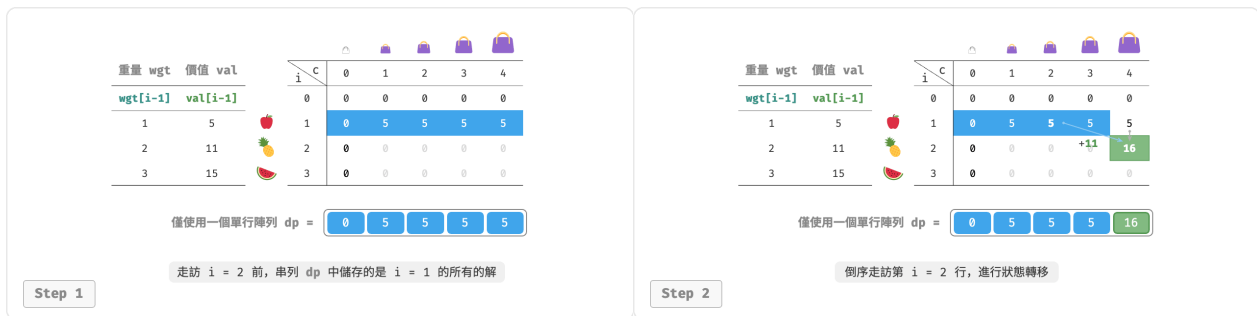 重量 wgt 價值 val i c 0 1 2 3 4
wgt[i-1] val[i-1] 0 0 0 0 0 0
1 5 1 0 5 5 5 5
2 11 2 0 0 0 0 0
3 15 3 0 0 0 0 0
僅使用一個單行陣列 dp = 0 5 5 5 5
走訪 i = 2 前，串列 dp 中儲存的是 i = 1 的所有的解
Step 1
重量 wgt 價值 val i c 0 1 2 3 4
wgt[i-1] val[i-1] 0 0 0 0 0 0
1 5 1 0 5 5 5 5
2 11 2 0 0 0 0 +11 16
3 15 3 0 0 0 0 0
僅使用一個單行陣列 dp = 0 5 5 5 16
倒序走訪第 i = 2 行，進行狀態轉移
Step 2